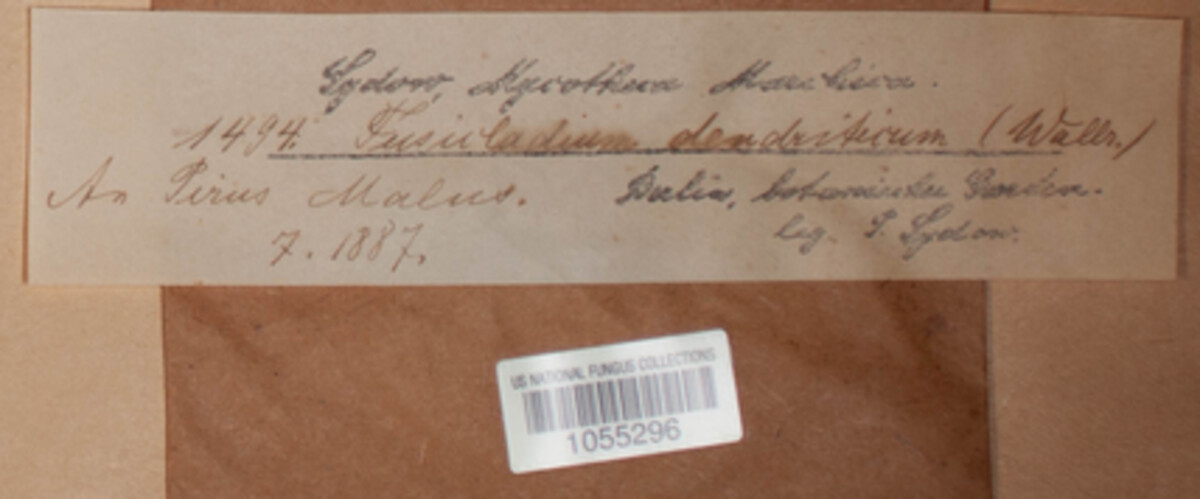 Sydow, Mycotheca Marchica.
1494. Fusicladium dendriticum (Wallr.)
An Pirus Malus. Berlin, botanischer Garten.
7. 1887. leg. P. Sydow.
US NATIONAL FUNGUS COLLECTIONS
1055296